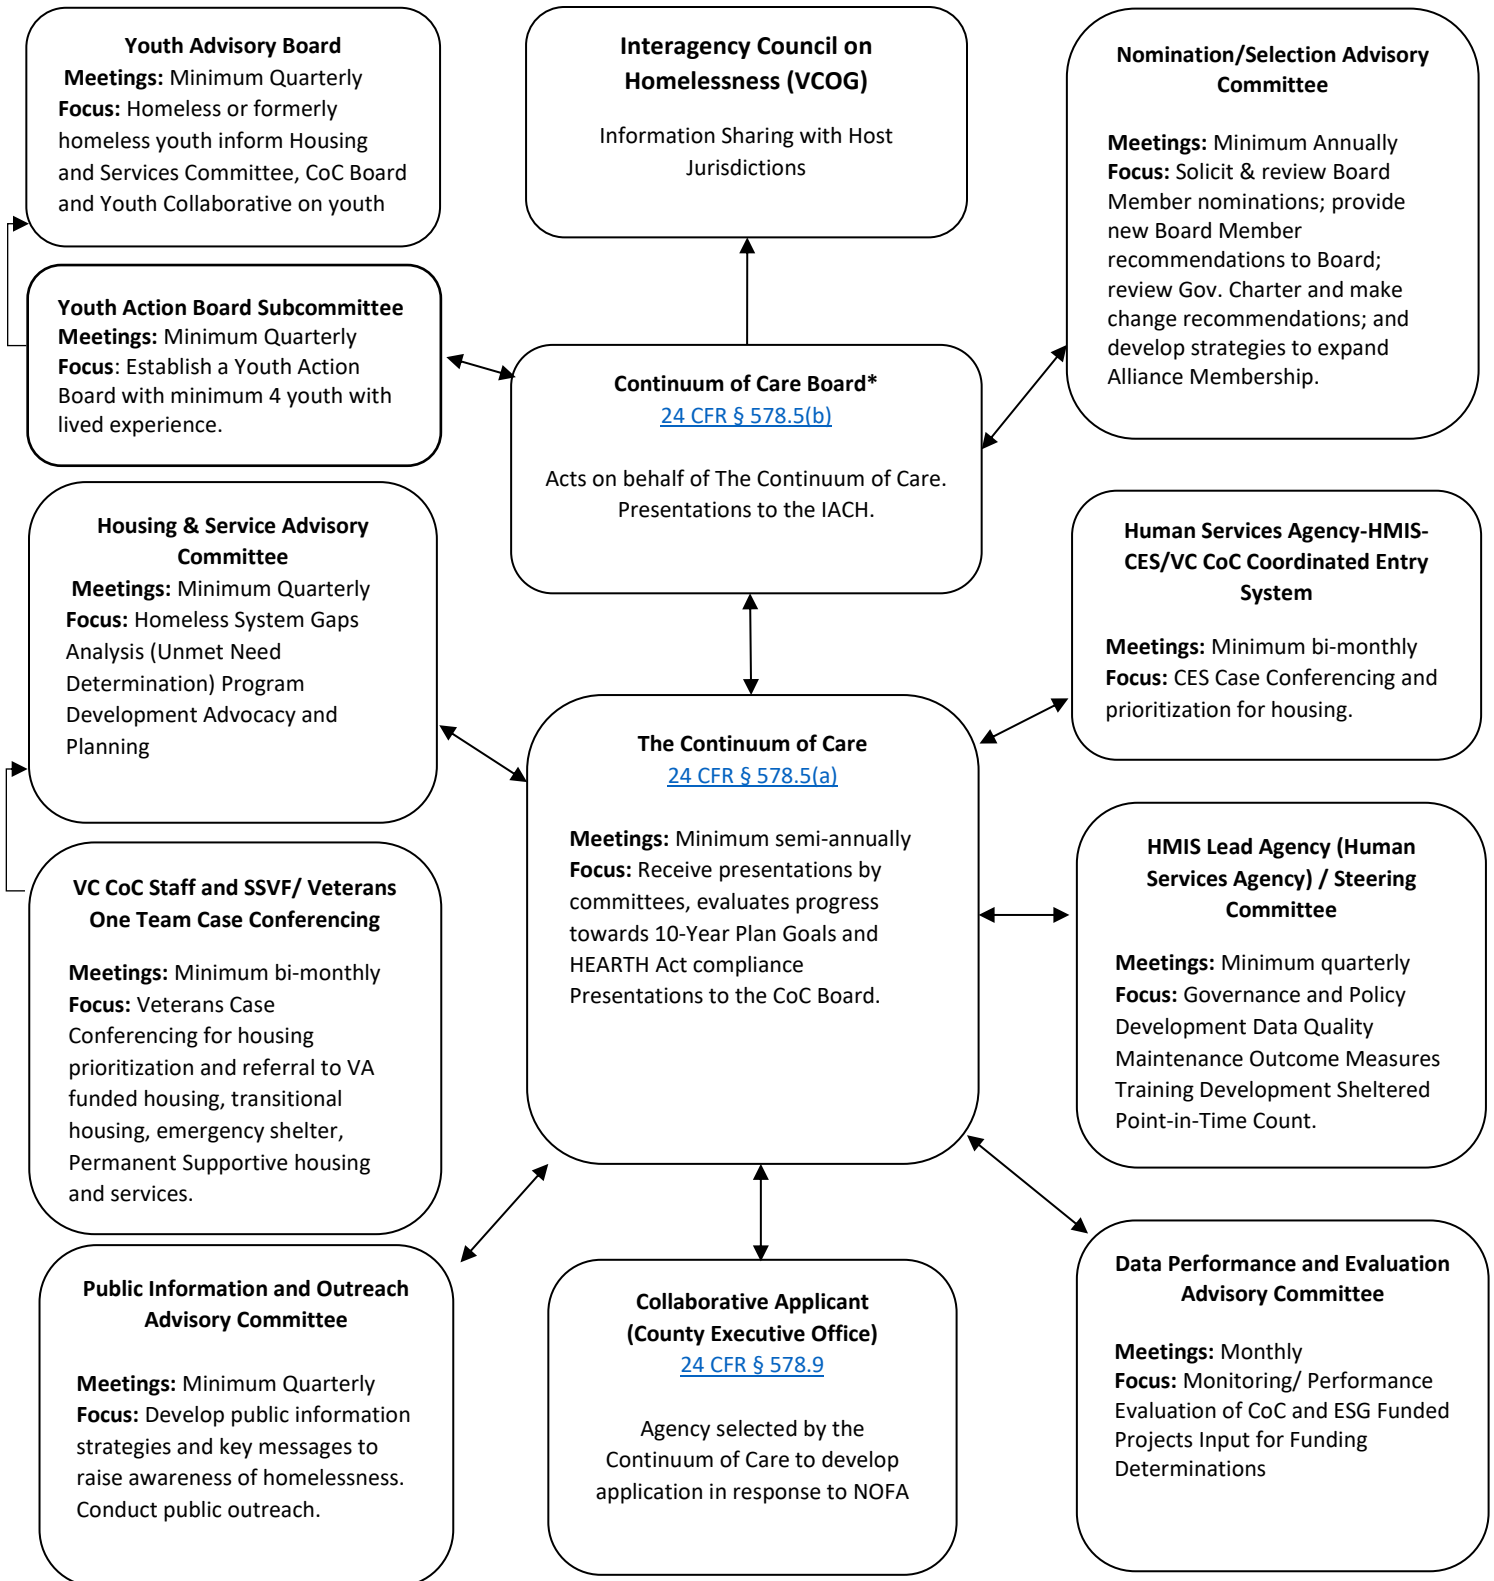 Youth Advisory Board
Meetings: Minimum Quarterly
Focus: Homeless or formerly
homeless youth inform Housing
and Services Committee, CoC Board
and Youth Collaborative on youth
Interagency Council on
Homelessness (VCOG)
Information Sharing with Host
Jurisdictions
Nomination/Selection Advisory
Committee
Meetings: Minimum Annually
Focus: Solicit & review Board
Member nominations; provide
new Board Member
recommendations to Board;
review Gov. Charter and make
change recommendations; and
develop strategies to expand
Alliance Membership.
Youth Action Board Subcommittee
Meetings: Minimum Quarterly
Focus: Establish a Youth Action
Board with minimum 4 youth with
lived experience.
Continuum of Care Board*
24 CFR § 578.5(b)
Acts on behalf of The Continuum of Care.
Presentations to the IACH.
Housing & Service Advisory
Committee
Meetings: Minimum Quarterly
Focus: Homeless System Gaps
Analysis (Unmet Need
Determination) Program
Development Advocacy and
Planning
Human Services Agency-HMIS-
CES/VC CoC Coordinated Entry
System
Meetings: Minimum bi-monthly
Focus: CES Case Conferencing and
prioritization for housing.
The Continuum of Care
24 CFR § 578.5(a)
Meetings: Minimum semi-annually
Focus: Receive presentations by
committees, evaluates progress
towards 10-Year Plan Goals and
HEARTH Act compliance
Presentations to the CoC Board.
VC CoC Staff and SSVF/ Veterans
One Team Case Conferencing
Meetings: Minimum bi-monthly
Focus: Veterans Case
Conferencing for housing
prioritization and referral to VA
funded housing, transitional
housing, emergency shelter,
Permanent Supportive housing
and services.
HMIS Lead Agency (Human
Services Agency) / Steering
Committee
Meetings: Minimum quarterly
Focus: Governance and Policy
Development Data Quality
Maintenance Outcome Measures
Training Development Sheltered
Point-in-Time Count.
Public Information and Outreach
Advisory Committee
Meetings: Minimum Quarterly
Focus: Develop public information
strategies and key messages to
raise awareness of homelessness.
Conduct public outreach.
Collaborative Applicant
(County Executive Office)
24 CFR § 578.9
Agency selected by the
Continuum of Care to develop
application in response to NOFA
Data Performance and Evaluation
Advisory Committee
Meetings: Monthly
Focus: Monitoring/ Performance
Evaluation of CoC and ESG Funded
Projects Input for Funding
Determinations